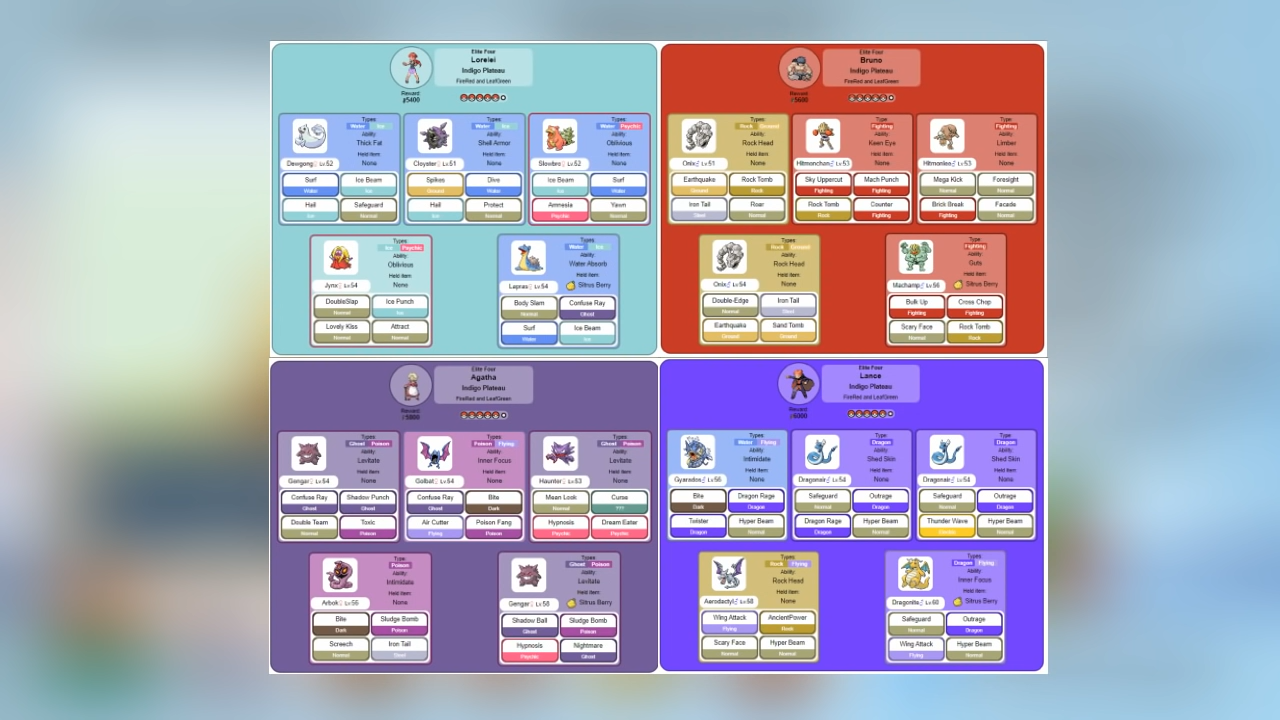 Elite Four
Lorelei
Indigo Plateau
FireRed and LeafGreen
Reward
₽5400
Types: Water Ice
Ability: Thick Fat
Held Item: None
Dewgong♀ Lv.52
Surf Water
Ice Beam Ice
Hail Ice
Safeguard Normal
Types: Water Ice
Ability: Shell Armor
Held Item: None
Cloyster♀ Lv.51
Spikes Ground
Dive Water
Hail Ice
Protect Normal
Types: Water Psychic
Ability: Oblivious
Held Item: None
Slowbro♀ Lv.52
Ice Beam Ice
Surf Water
Amnesia Psychic
Yawn Normal
Types: Ice Psychic
Ability: Oblivious
Held Item: None
Jynx♀ Lv.54
DoubleSlap Normal
Ice Punch Ice
Lovely Kiss Normal
Attract Normal
Types: Water Ice
Ability: Water Absorb
Held Item: Sitrus Berry
Lapras♀ Lv.54
Body Slam Normal
Confuse Ray Ghost
Surf Water
Ice Beam Ice
Elite Four
Bruno
Indigo Plateau
FireRed and LeafGreen
Reward
₽5600
Types: Rock Ground
Ability: Rock Head
Held Item: None
Onix♂ Lv.51
Earthquake Ground
Rock Tomb Rock
Iron Tail Steel
Roar Normal
Type: Fighting
Ability: Keen Eye
Held Item: None
Hitmonchan♂ Lv.53
Sky Uppercut Fighting
Mach Punch Fighting
Rock Tomb Rock
Counter Fighting
Type: Fighting
Ability: Limber
Held Item: None
Hitmonlee♂ Lv.53
Mega Kick Normal
Foresight Normal
Brick Break Fighting
Facade Normal
Types: Rock Ground
Ability: Rock Head
Held Item: None
Onix♂ Lv.54
Double-Edge Normal
Iron Tail Steel
Earthquake Ground
Sand Tomb Ground
Type: Fighting
Ability: Guts
Held Item: Sitrus Berry
Machamp♂ Lv.56
Bulk Up Fighting
Cross Chop Fighting
Scary Face Normal
Rock Tomb Rock
Elite Four
Agatha
Indigo Plateau
FireRed and LeafGreen
Reward
₽5800
Types: Ghost Poison
Ability: Levitate
Held Item: None
Gengar♀ Lv.54
Confuse Ray Ghost
Shadow Punch Ghost
Double Team Normal
Toxic Poison
Types: Poison Flying
Ability: Inner Focus
Held Item: None
Golbat♀ Lv.54
Confuse Ray Ghost
Bite Dark
Air Cutter Flying
Poison Fang Poison
Types: Ghost Poison
Ability: Levitate
Held Item: None
Haunter♀ Lv.53
Mean Look Normal
Curse ???
Hypnosis Psychic
Dream Eater Psychic
Type: Poison
Ability: Intimidate
Held Item: None
Arbok♀ Lv.56
Bite Dark
Sludge Bomb Poison
Screech Normal
Iron Tail Steel
Types: Ghost Poison
Ability: Levitate
Held Item: Sitrus Berry
Gengar♀ Lv.58
Shadow Ball Ghost
Sludge Bomb Poison
Hypnosis Psychic
Nightmare Ghost
Elite Four
Lance
Indigo Plateau
FireRed and LeafGreen
Reward
₽6000
Types: Water Flying
Ability: Intimidate
Held Item: None
Gyarados♂ Lv.56
Bite Dark
Dragon Rage Dragon
Twister Dragon
Hyper Beam Normal
Type: Dragon
Ability: Shed Skin
Held Item: None
Dragonair♂ Lv.54
Safeguard Normal
Outrage Dragon
Dragon Rage Dragon
Hyper Beam Normal
Type: Dragon
Ability: Shed Skin
Held Item: None
Dragonair♂ Lv.54
Safeguard Normal
Outrage Dragon
Thunder Wave Electric
Hyper Beam Normal
Types: Rock Flying
Ability: Rock Head
Held Item: None
Aerodactyl♂ Lv.58
Wing Attack Flying
AncientPower Rock
Scary Face Normal
Hyper Beam Normal
Types: Dragon Flying
Ability: Inner Focus
Held Item: Sitrus Berry
Dragonite♂ Lv.60
Safeguard Normal
Outrage Dragon
Wing Attack Flying
Hyper Beam Normal